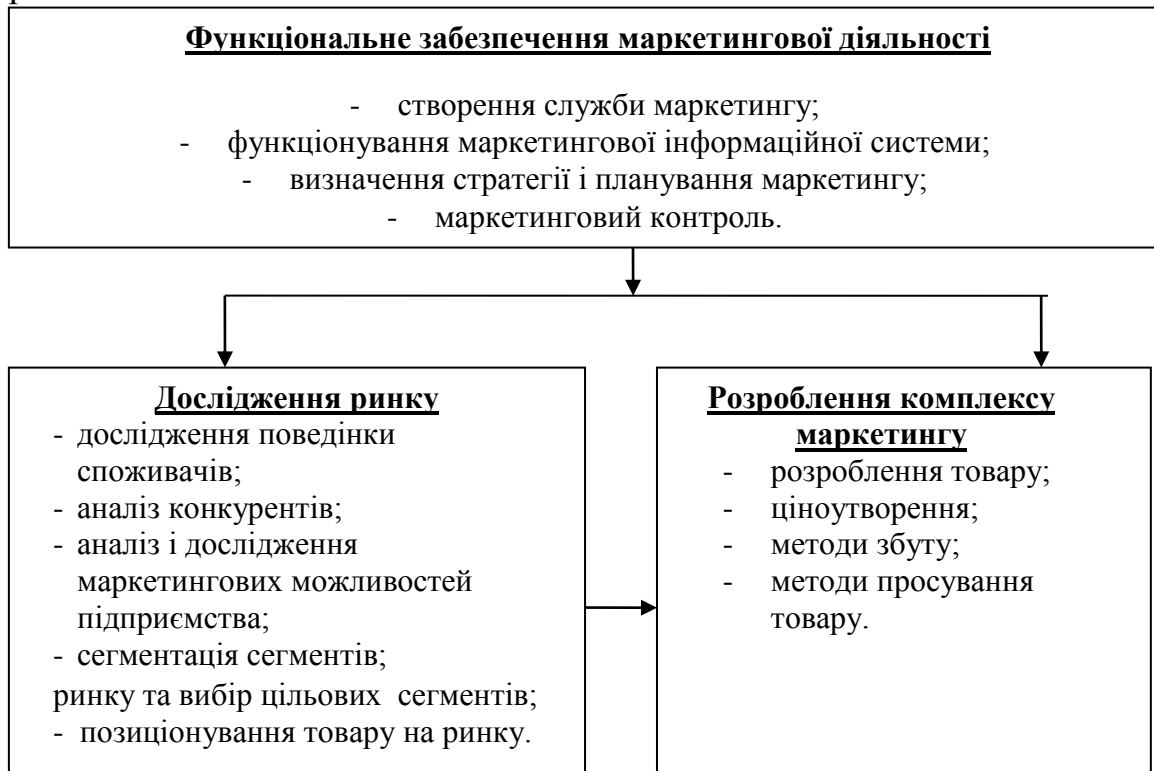 Функціональне забезпечення маркетингової діяльності
- створення служби маркетингу;
- функціонування маркетингової інформаційної системи;
- визначення стратегії і планування маркетингу;
- маркетинговий контроль.
Дослідження ринку
- дослідження поведінки
споживачів;
- аналіз конкурентів;
- аналіз і дослідження
маркетингових можливостей
підприємства;
- сегментація сегментів;
ринку та вибір цільових сегментів;
- позиціонування товару на ринку.
Розроблення комплексу
маркетингу
- розроблення товару;
- ціноутворення;
- методи збуту;
- методи просування
товару.